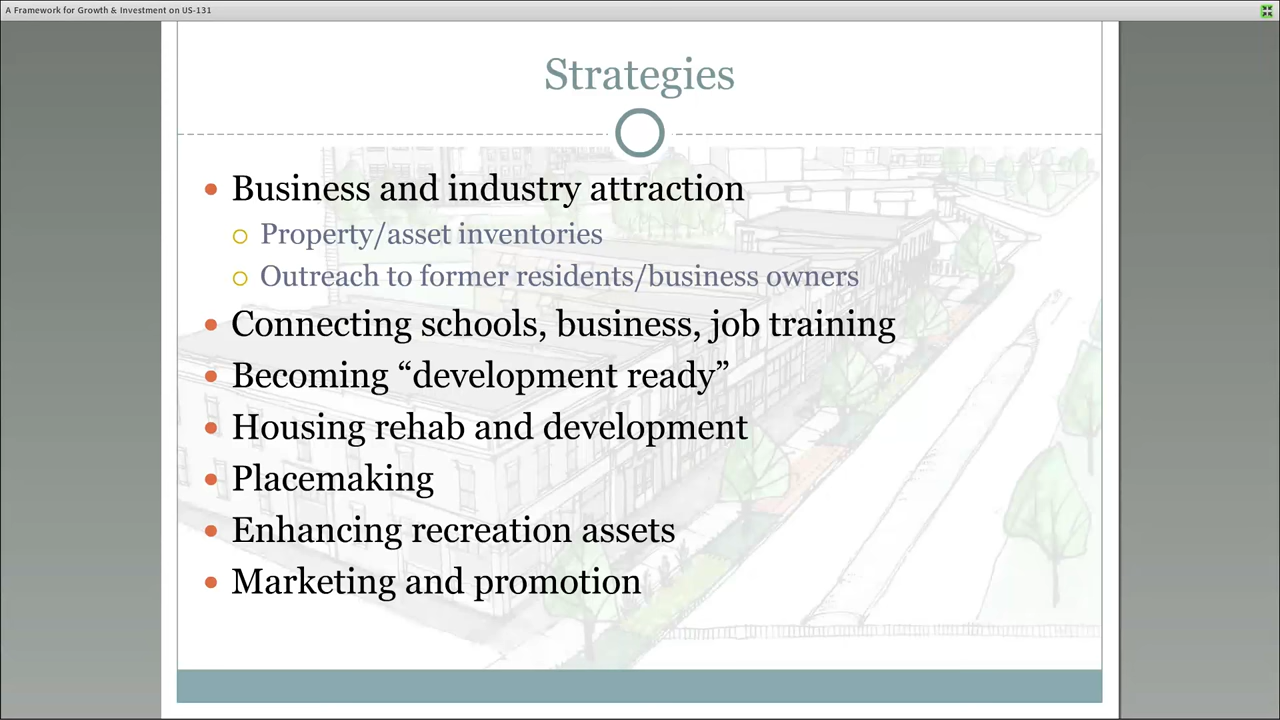 A Framework for Growth & Investment on US-131
Strategies
Business and industry attraction
Property/asset inventories
Outreach to former residents/business owners
Connecting schools, business, job training
Becoming “development ready”
Housing rehab and development
Placemaking
Enhancing recreation assets
Marketing and promotion